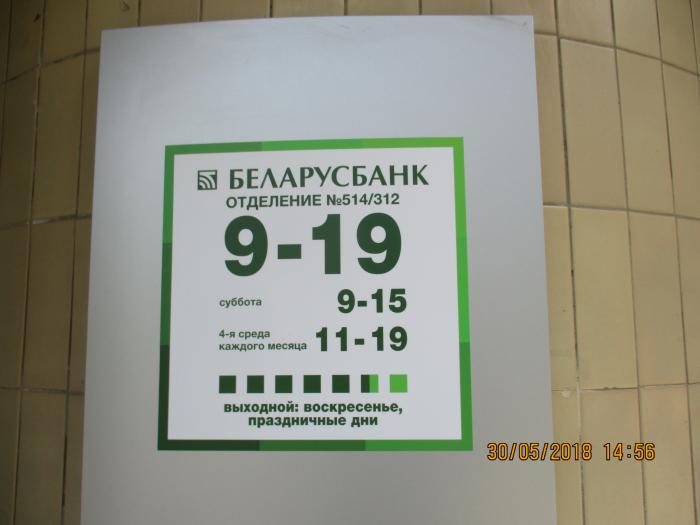 БЕЛАРУСБАНК
ОТДЕЛЕНИЕ №514/312
9-19
суббота 9-15
4-я среда
каждого месяца 11-19
выходной: воскресенье,
праздничные дни
30/05/2018 14:56